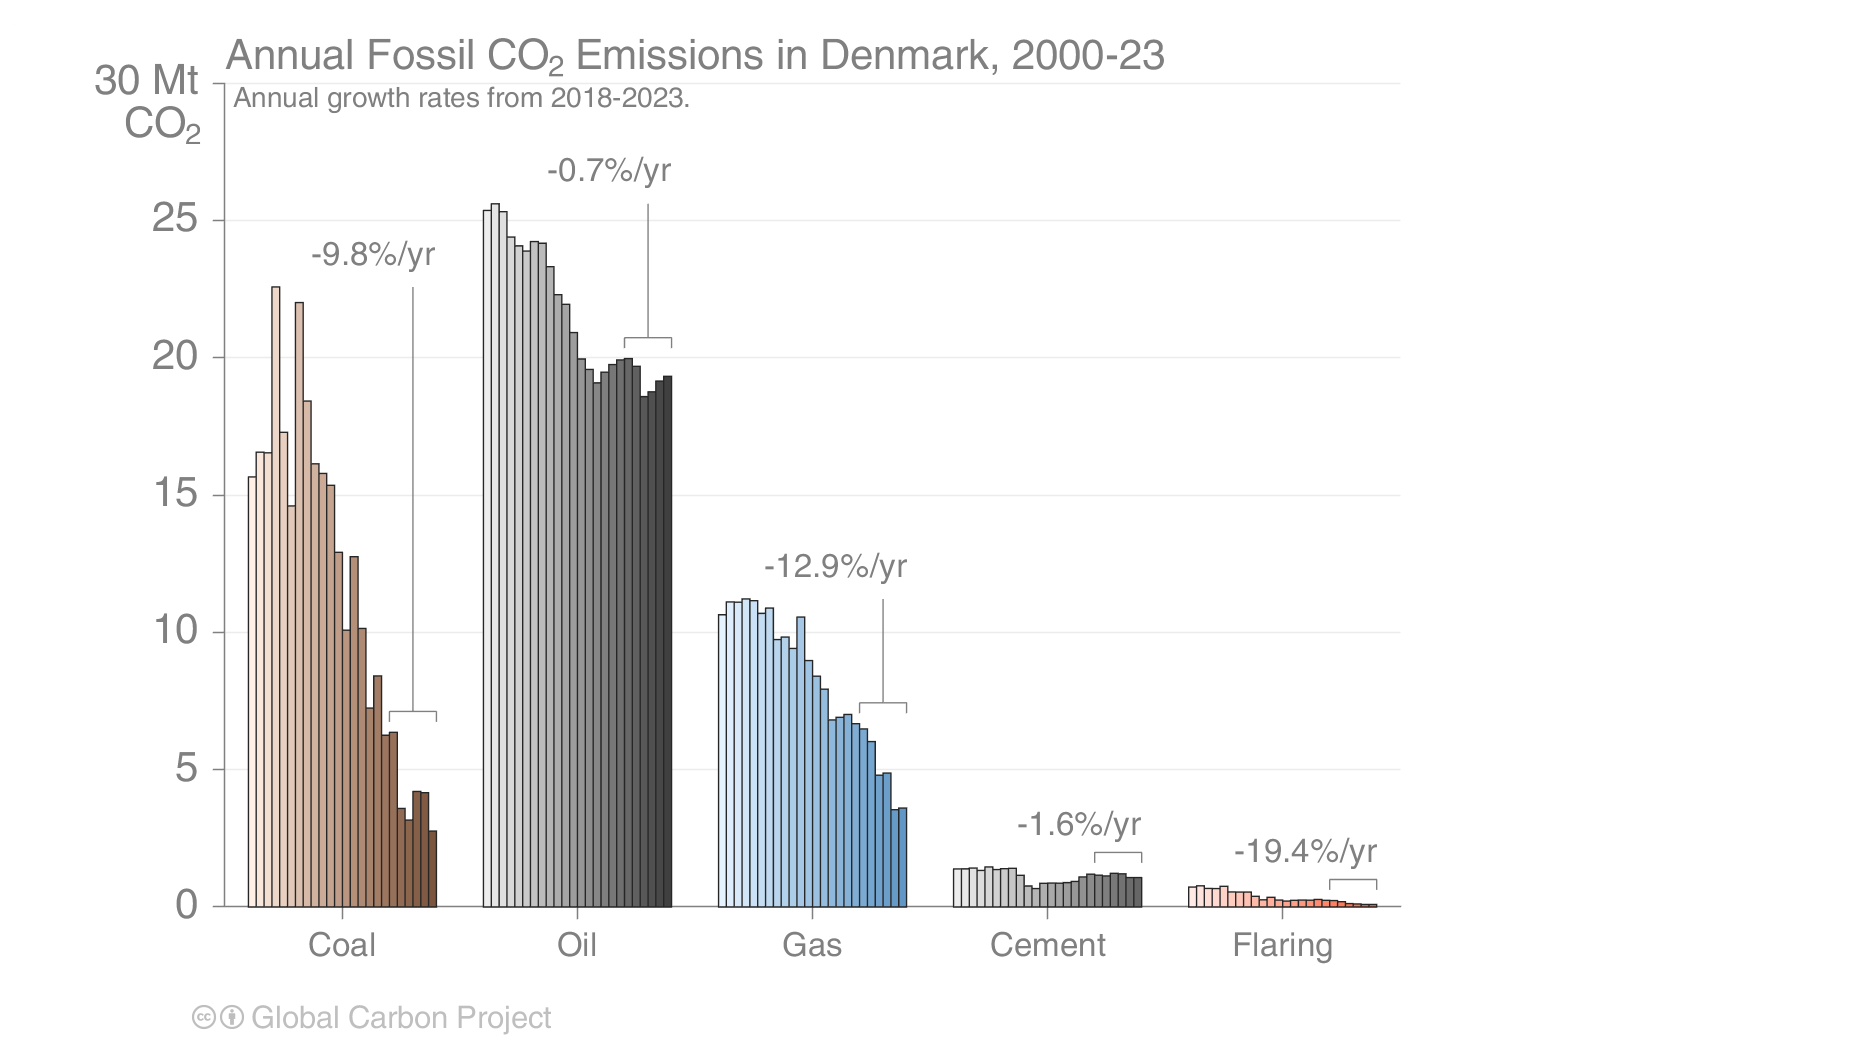 Annual Fossil CO₂ Emissions in Denmark, 2000-23
30 Mt
CO₂
Annual growth rates from 2018-2023.
-0.7%/yr
25
-9.8%/yr
20
15
-12.9%/yr
10
5
-1.6%/yr
-19.4%/yr
0
Coal Oil Gas Cement Flaring
cc Global Carbon Project